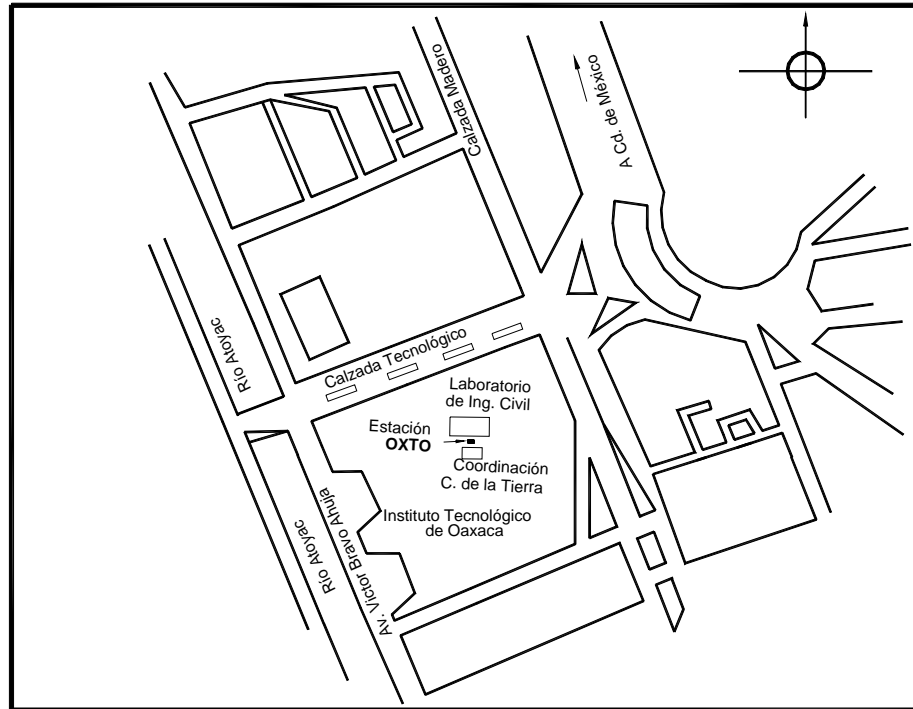 Calzada Madero
A Cd. de México
Río Atoyac
Calzada Tecnológico
Laboratorio
de Ing. Civil
Estación
OXTO
Coordinación
C. de la Tierra
Instituto Tecnológico
de Oaxaca
Río Atoyac
Av. Victor Bravo Ahuja